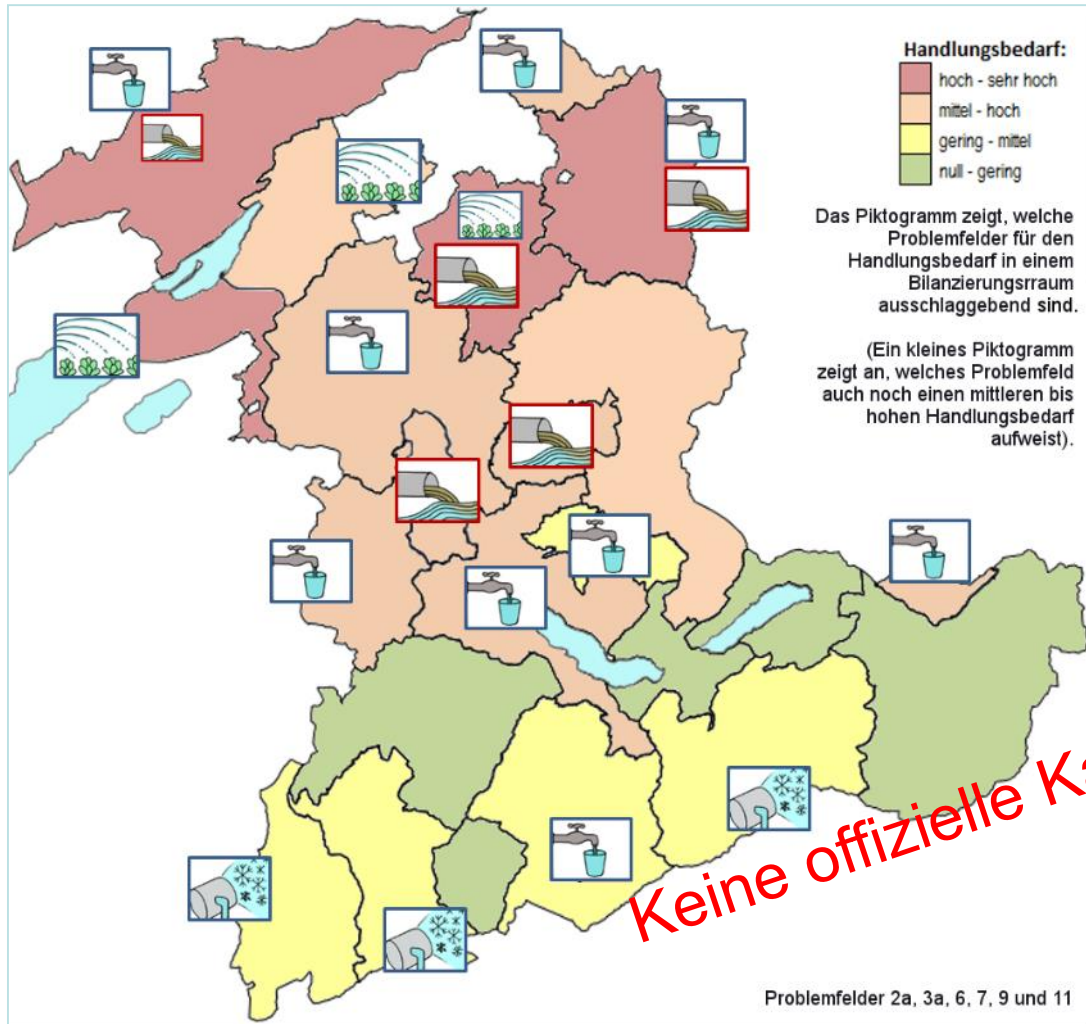 Handlungsbedarf:
hoch - sehr hoch
mittel - hoch
gering - mittel
null - gering
Das Piktogramm zeigt, welche
Problemfelder für den
Handlungsbedarf in einem
Bilanzierungsrraum
ausschlaggebend sind.
(Ein kleines Piktogramm
zeigt an, welches Problemfeld
auch noch einen mittleren bis
hohen Handlungsbedarf
aufweist).
Keine offizielle Ka
Problemfelder 2a, 3a, 6, 7, 9 und 11